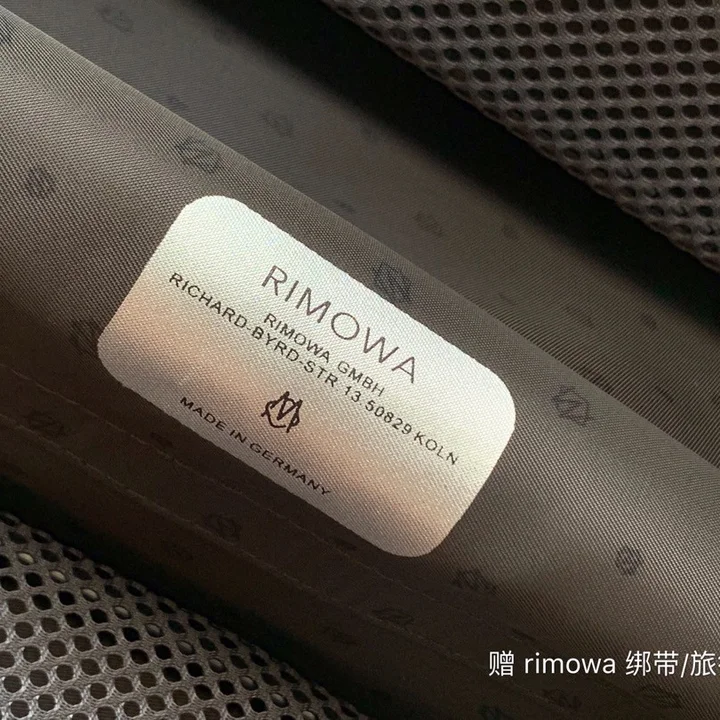 RIMOWA
RIMOWA GMBH
RICHARD-BYRD-STR 13 50829 KOLN
MADE IN GERMANY
赠 rimowa 绑带/旅